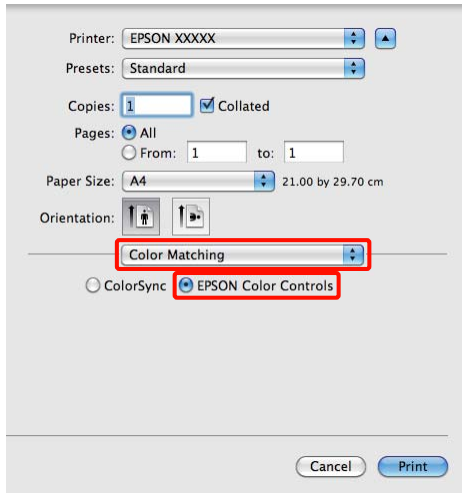 Printer: EPSON XXXXX
Presets: Standard
Copies: 1 Collated
Pages: All
From: 1 to: 1
Paper Size: A4 21.00 by 29.70 cm
Orientation:
Color Matching
ColorSync EPSON Color Controls
Cancel Print